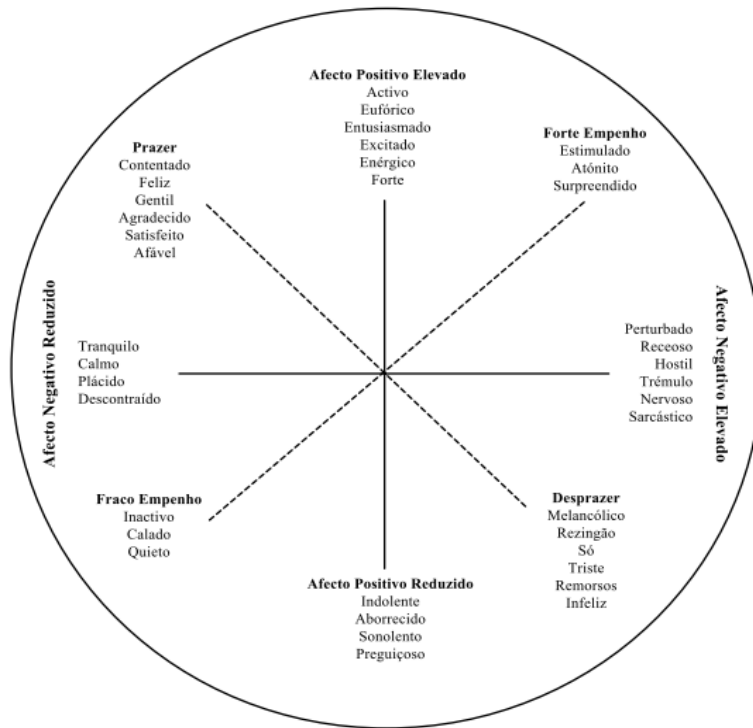 Afecto Positivo Elevado
Activo
Eufórico
Entusiasmado
Excitado
Enérgico
Forte
Prazer
Contentado
Feliz
Gentil
Agradecido
Satisfeito
Afável
Forte Empenho
Estimulado
Atónito
Surpreendido
Afecto Negativo Reduzido
Tranquilo
Calmo
Plácido
Descontraído
Perturbado
Receoso
Hostil
Trémulo
Nervoso
Sarcástico
Afecto Negativo Elevado
Fraco Empenho
Inactivo
Calado
Quieto
Afecto Positivo Reduzido
Indolente
Aborrecido
Sonolento
Preguiçoso
Desprazer
Melancólico
Rezingão
Só
Triste
Remorsos
Infeliz